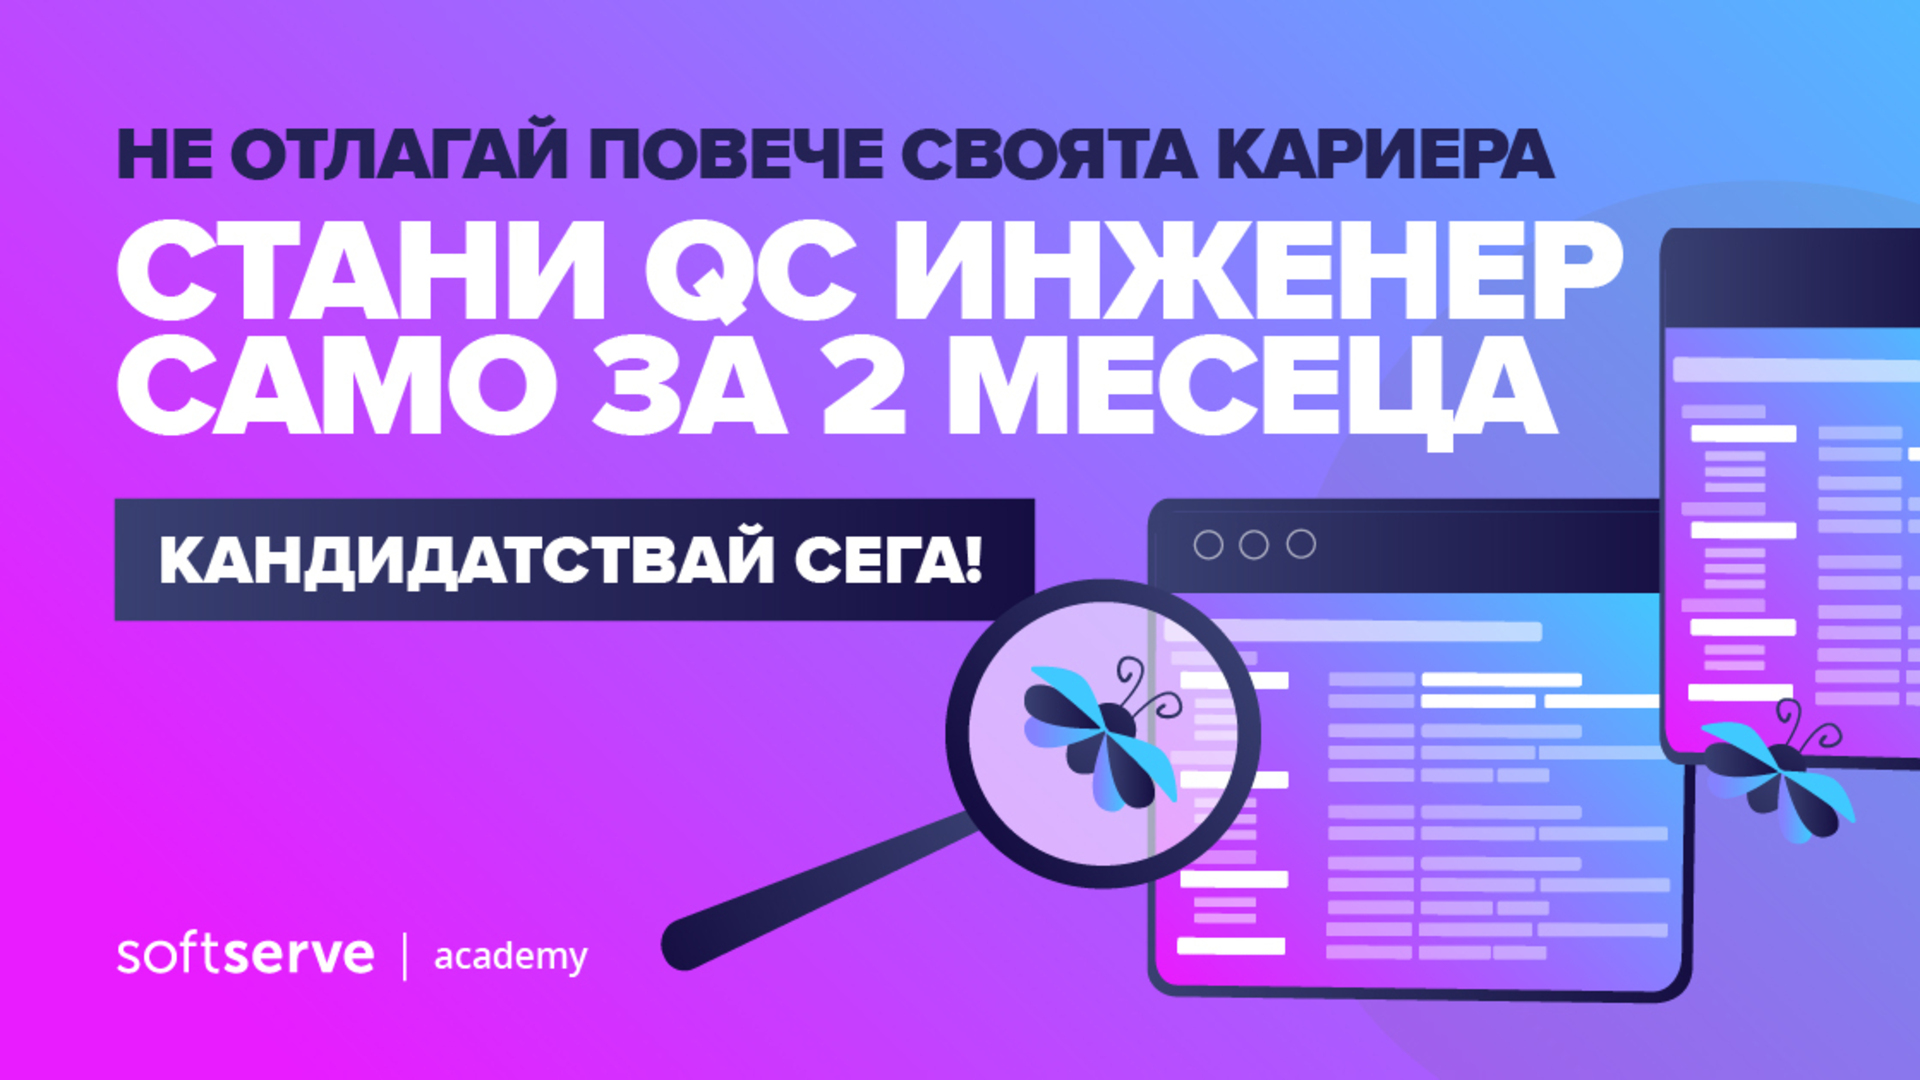 НЕ ОТЛАГАЙ ПОВЕЧЕ СВОЯТА КАРИЕРА
СТАНИ QC ИНЖЕНЕР
САМО ЗА 2 МЕСЕЦА
КАНДИДАТСТВАЙ СЕГА!
softserve | academy